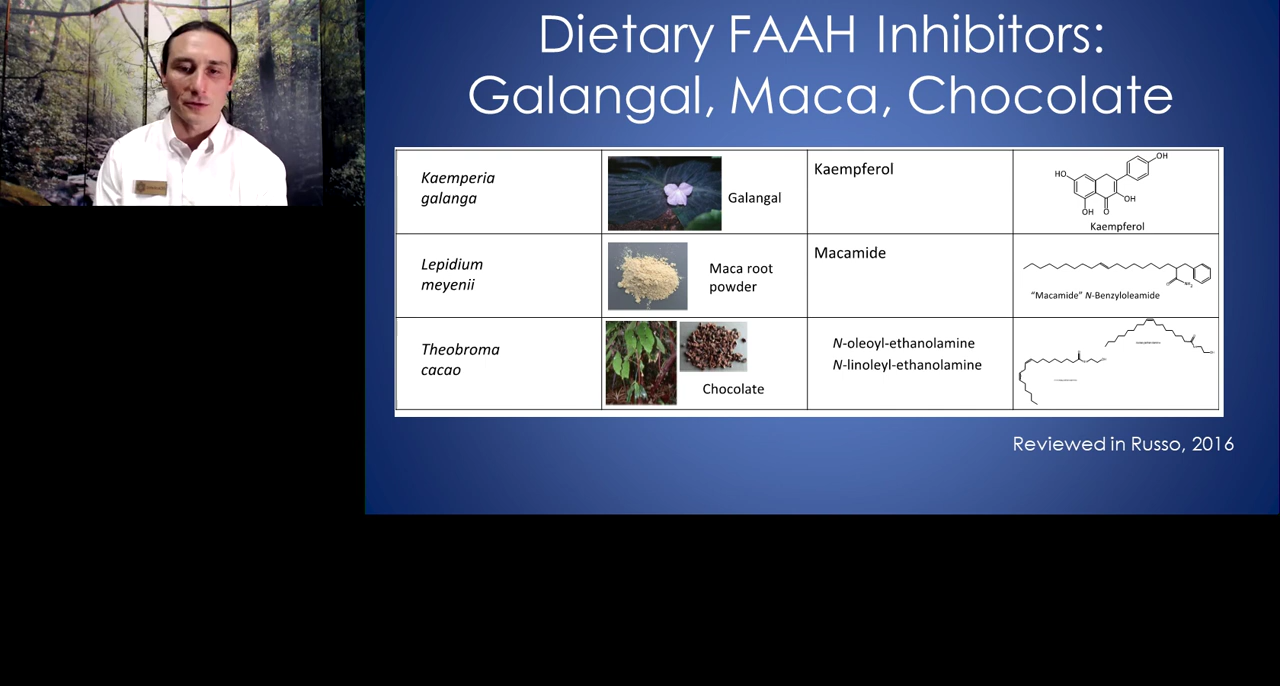 Dietary FAAH Inhibitors:
Galangal, Maca, Chocolate
Kaemperia
galanga
Galangal
Kaempferol
HO
OH
OH
OH
O
Kaempferol
Lepidium
meyenii
Maca root
powder
Macamide
"Macamide" N-Benzyloleamide
Theobroma
cacao
Chocolate
N-oleoyl-ethanolamine
N-linoleyl-ethanolamine
Reviewed in Russo, 2016